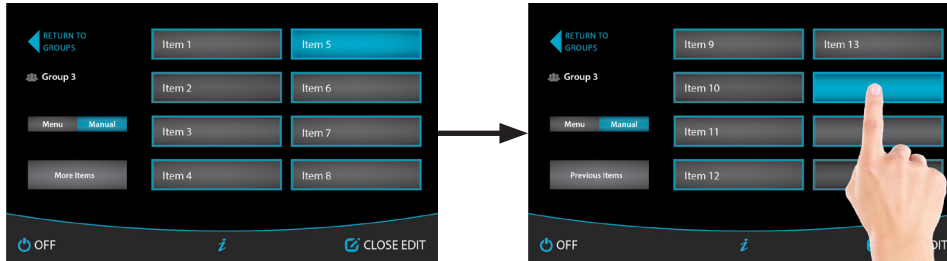 RETURN TO
GROUPS
Group 3
Menu
Manual
More Items
Item 1
Item 5
Item 2
Item 6
Item 3
Item 7
Item 4
Item 8
OFF
i
CLOSE EDIT
RETURN TO
GROUPS
Group 3
Menu
Manual
Previous Items
Item 9
Item 13
Item 10
Item 11
Item 12
OFF
i
EDIT